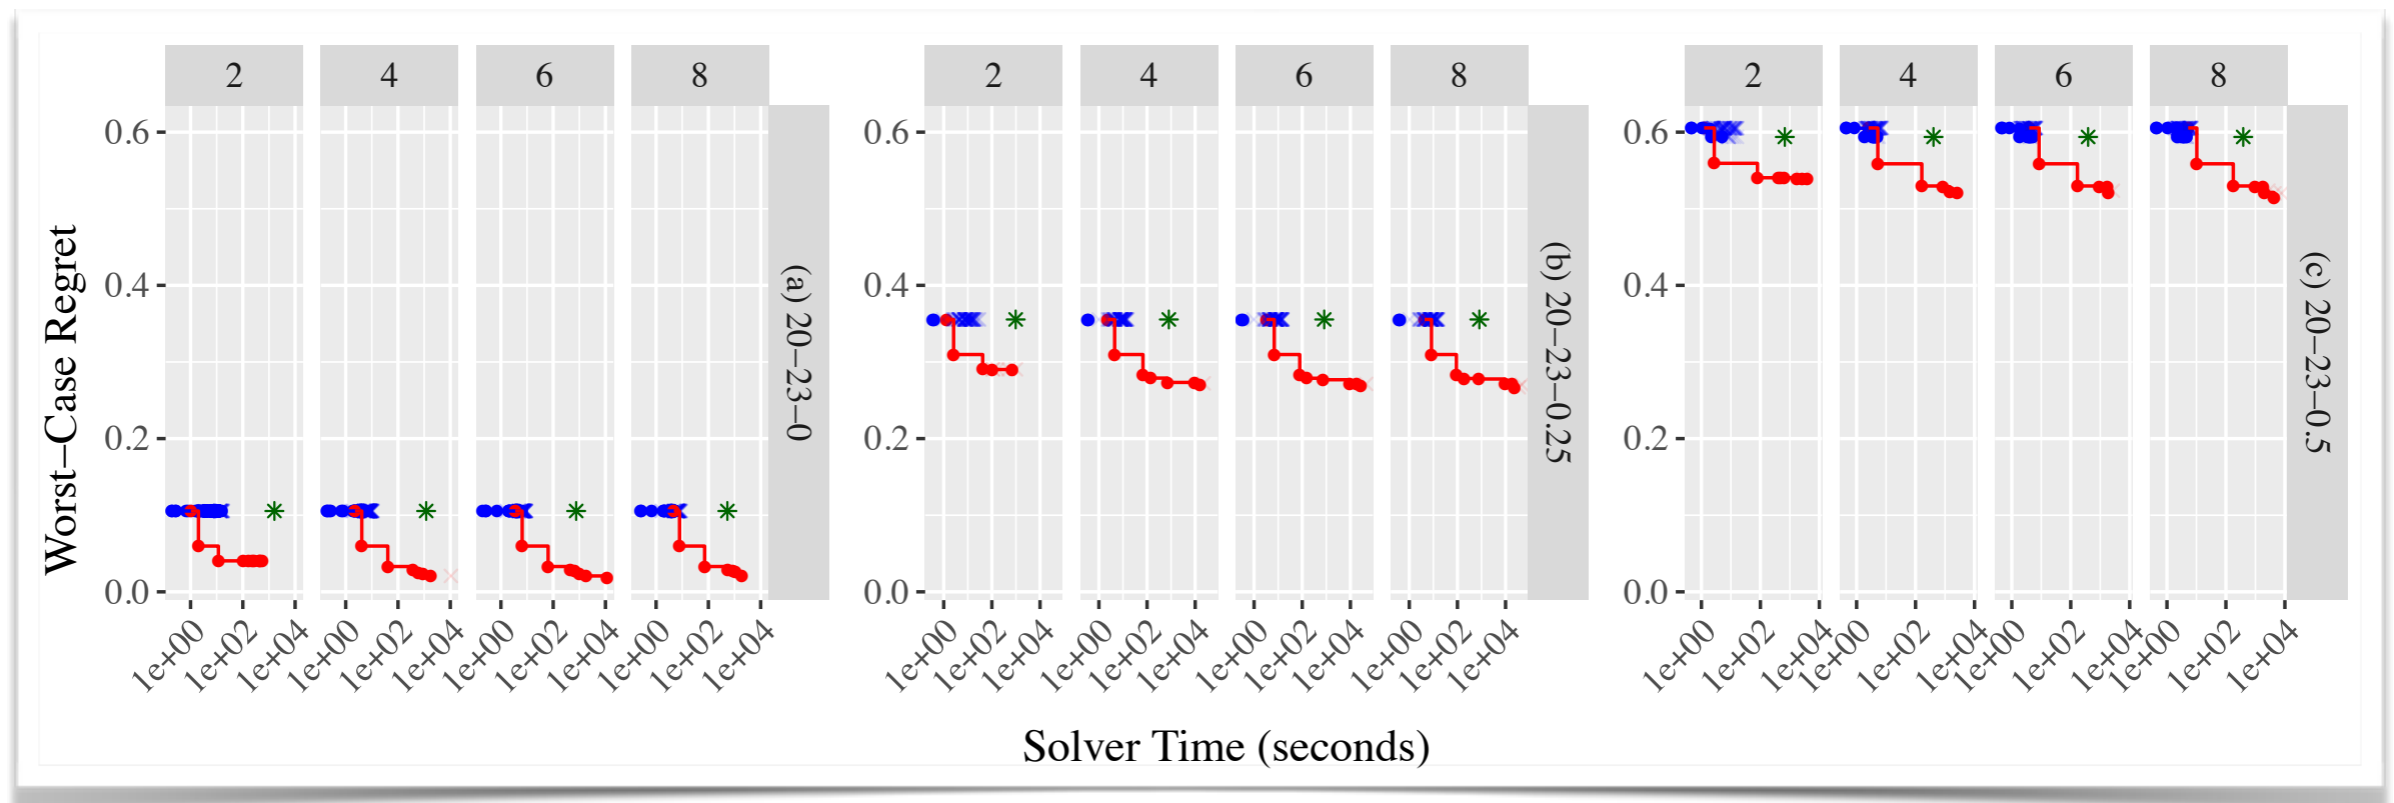 2 4 6 8 2 4 6 8 2 4 6 8
0.6 0.6 0.6
0.4 0.4 0.4
0.2 0.2 0.2
0.0 0.0 0.0
Worst–Case Regret
(a) 20–23–0
(b) 20–23–0.25
(c) 20–23–0.5
1e+00 1e+02 1e+04 1e+00 1e+02 1e+04 1e+00 1e+02 1e+04 1e+00 1e+02 1e+04 1e+00 1e+02 1e+04 1e+00 1e+02 1e+04 1e+00 1e+02 1e+04 1e+00 1e+02 1e+04 1e+00 1e+02 1e+04 1e+00 1e+02 1e+04 1e+00 1e+02 1e+04 1e+00 1e+02 1e+04
Solver Time (seconds)